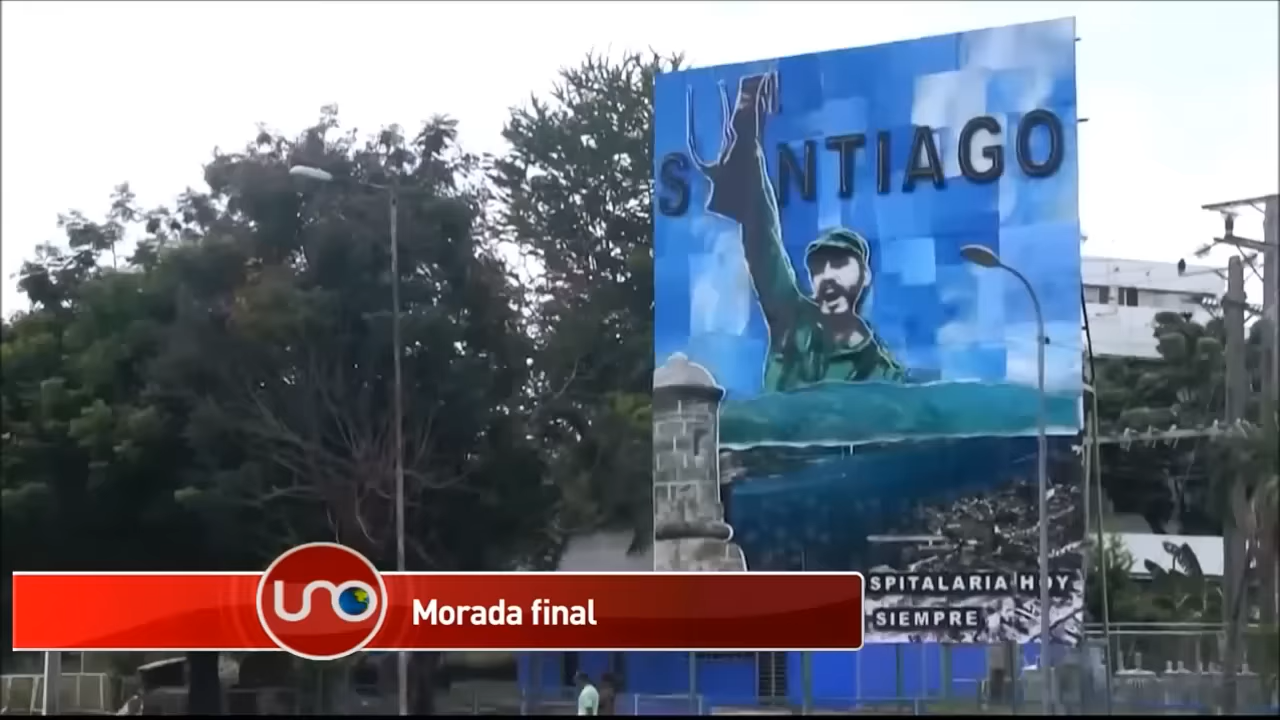 SANTIAGO
SPITALARIA HOY
SIEMPRE
UNO
Morada final